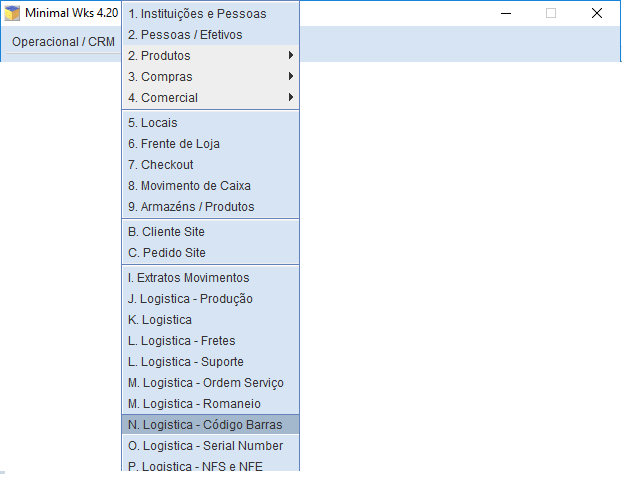 Minimal Wks 4.20
Operacional / CRM
1. Instituições e Pessoas
2. Pessoas / Efetivos
2. Produtos
3. Compras
4. Comercial
5. Locais
6. Frente de Loja
7. Checkout
8. Movimento de Caixa
9. Armazéns / Produtos
B. Cliente Site
C. Pedido Site
I. Extratos Movimentos
J. Logistica - Produção
K. Logistica
L. Logistica - Fretes
L. Logistica - Suporte
M. Logistica - Ordem Serviço
M. Logistica - Romaneio
N. Logistica - Código Barras
O. Logistica - Serial Number
P. Logistica - NFS e NFE